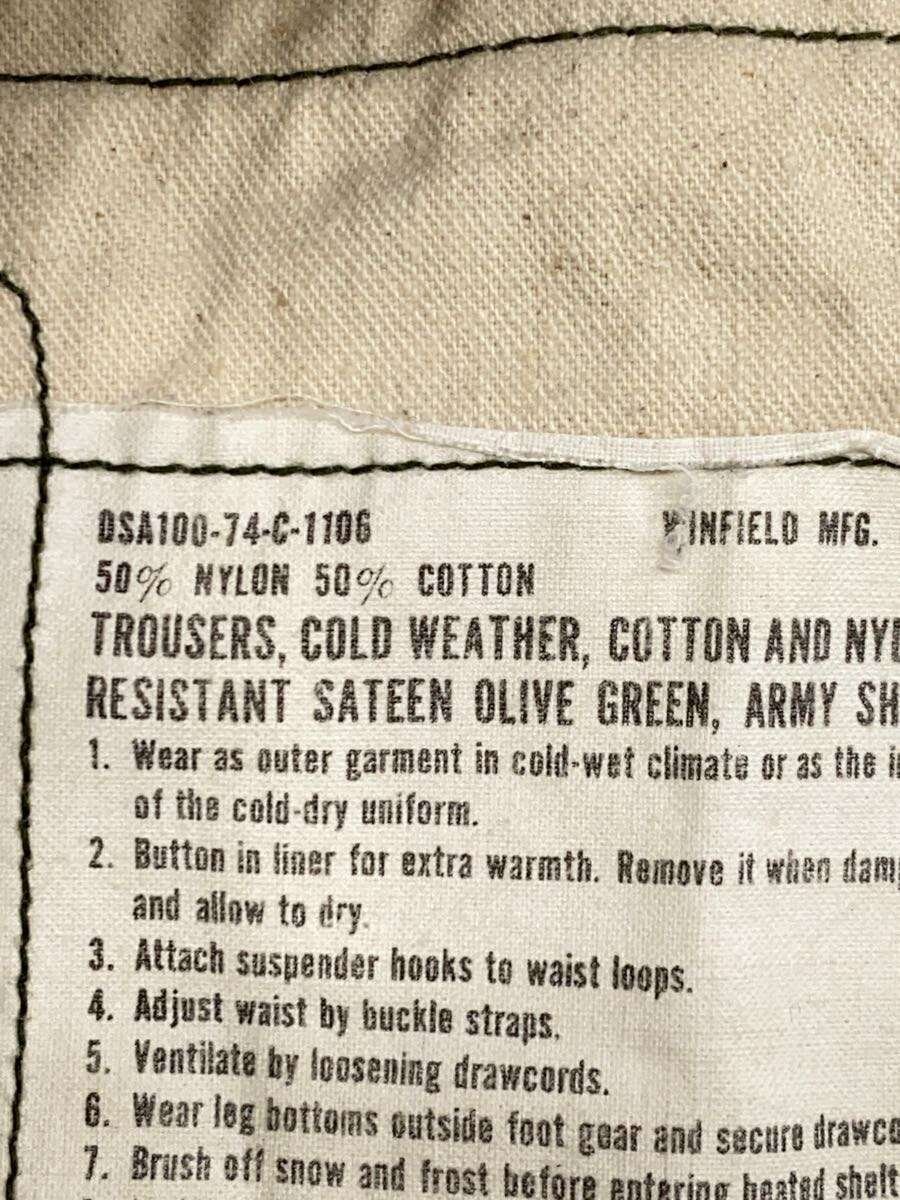 DSA100-74-C-1106 WINFIELD MFG.
50% NYLON 50% COTTON
TROUSERS, COLD WEATHER, COTTON AND
RESISTANT SATEEN OLIVE GREEN, ARMY SH
1. Wear as outer garment in cold-wet climate or as the
of the cold-dry uniform.
2. Button in liner for extra warmth. Remove it when
and allow to dry.
3. Attach suspender hooks to waist loops.
4. Adjust waist by buckle straps.
5. Ventilate by loosening drawcords.
6. Wear leg bottoms outside foot gear and secure
7. Brush off snow and frost before entering heated